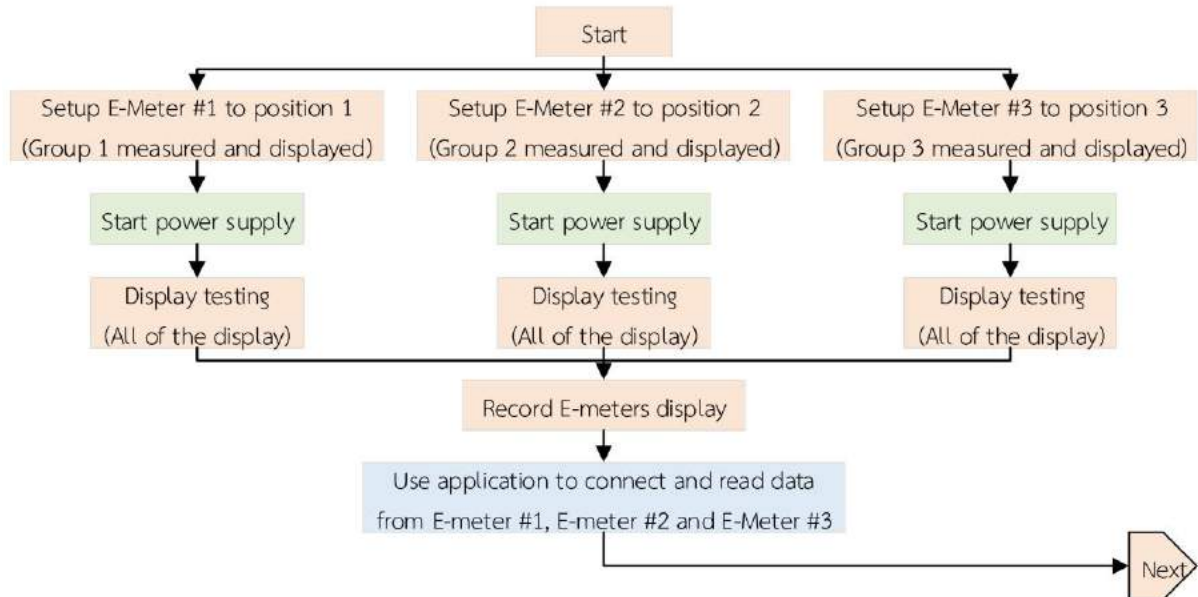 Start
Setup E-Meter #1 to position 1
(Group 1 measured and displayed)
Setup E-Meter #2 to position 2
(Group 2 measured and displayed)
Setup E-Meter #3 to position 3
(Group 3 measured and displayed)
Start power supply
Start power supply
Start power supply
Display testing
(All of the display)
Display testing
(All of the display)
Display testing
(All of the display)
Record E-meters display
Use application to connect and read data
from E-meter #1, E-meter #2 and E-Meter #3
Next